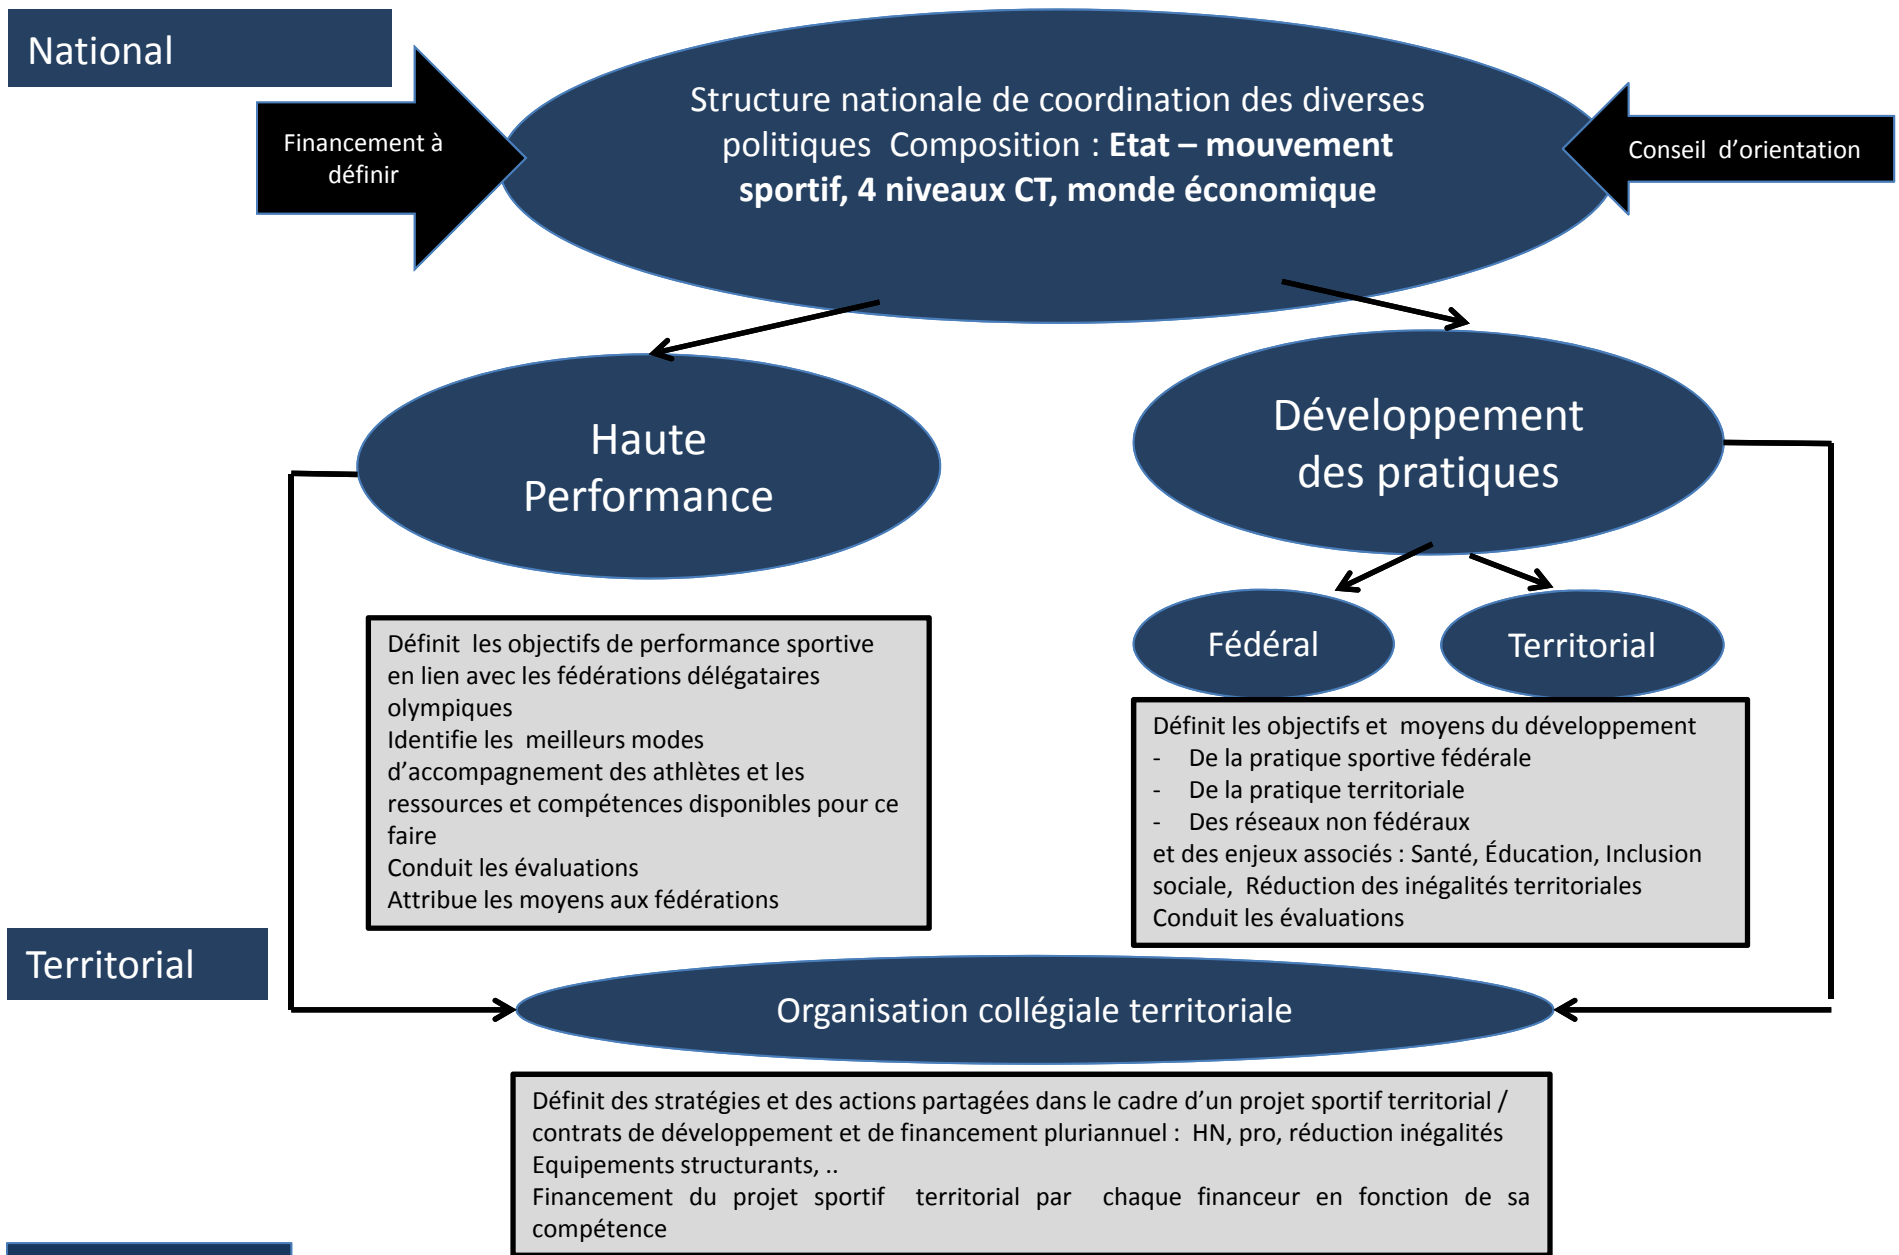 National
Financement à
définir
Structure nationale de coordination des diverses
politiques Composition : Etat – mouvement
sportif, 4 niveaux CT, monde économique
Conseil d’orientation
Haute
Performance
Développement
des pratiques
Fédéral
Territorial
Définit les objectifs de performance sportive
en lien avec les fédérations délégataires
olympiques
Identifie les meilleurs modes
d’accompagnement des athlètes et les
ressources et compétences disponibles pour ce
faire
Conduit les évaluations
Attribue les moyens aux fédérations
Définit les objectifs et moyens du développement
- De la pratique sportive fédérale
- De la pratique territoriale
- Des réseaux non fédéraux
et des enjeux associés : Santé, Éducation, Inclusion
sociale, Réduction des inégalités territoriales
Conduit les évaluations
Territorial
Organisation collégiale territoriale
Définit des stratégies et des actions partagées dans le cadre d’un projet sportif territorial /
contrats de développement et de financement pluriannuel : HN, pro, réduction inégalités
Equipements structurants, ..
Financement du projet sportif territorial par chaque financeur en fonction de sa
compétence